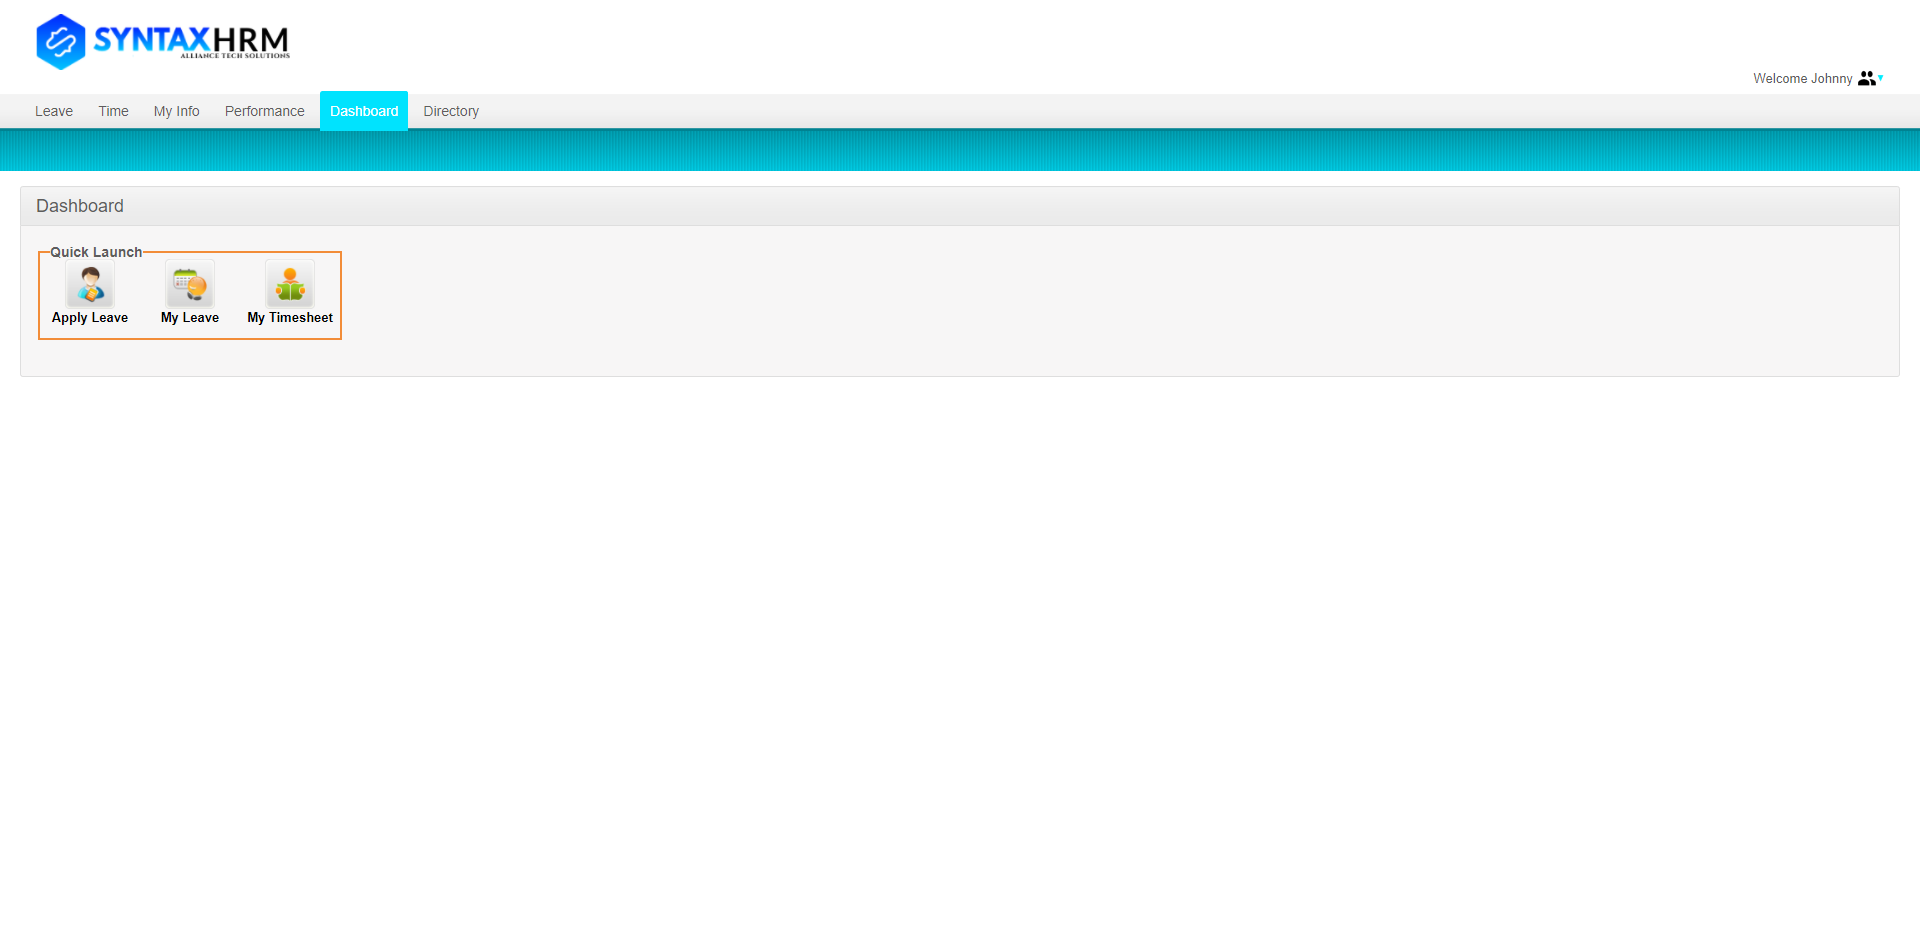 SYNTAXHRM
ALLIANCE TECH SOLUTIONS
Welcome Johnny
Leave Time My Info Performance Dashboard Directory
Dashboard
Quick Launch
Apply Leave My Leave My Timesheet